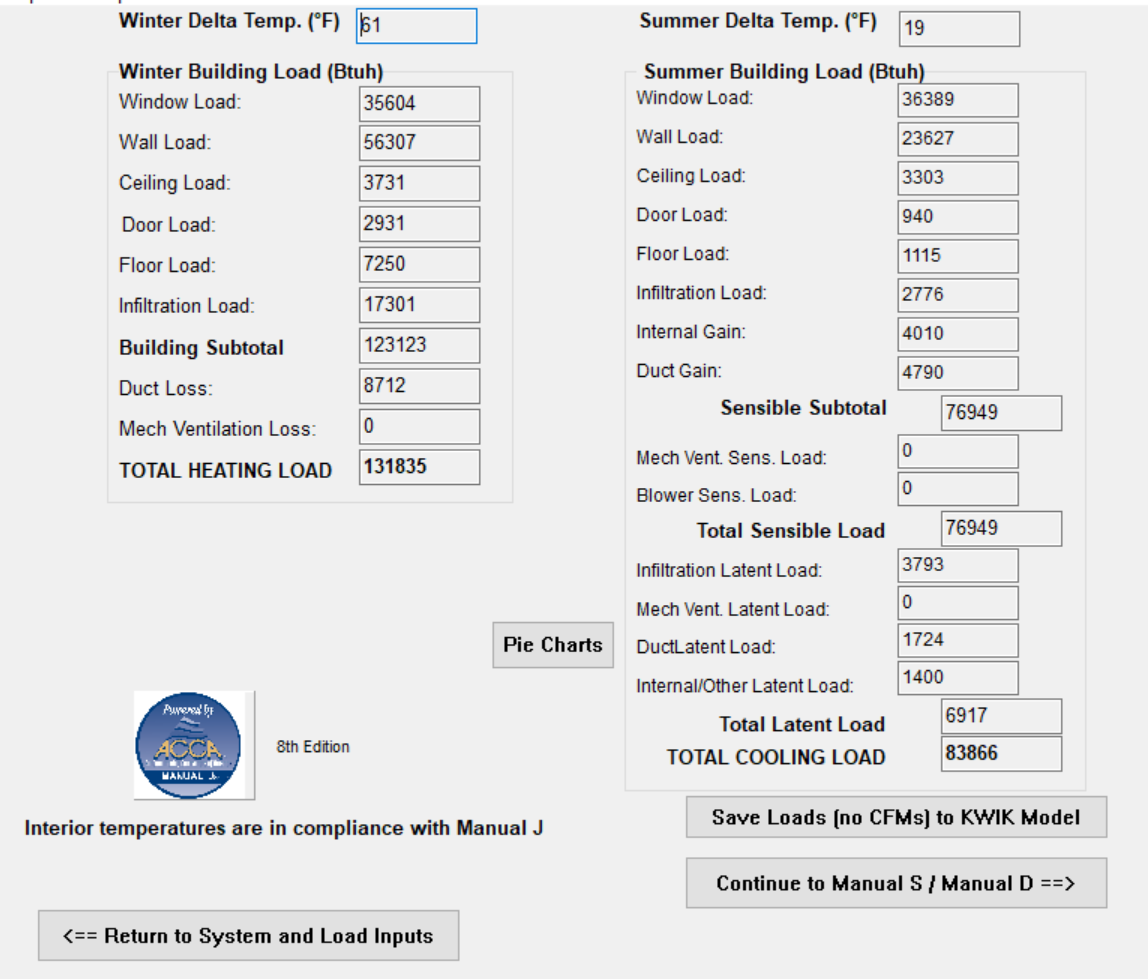 Winter Delta Temp. (°F) 61
Winter Building Load (Btuh)
Window Load: 35604
Wall Load: 56307
Ceiling Load: 3731
Door Load: 2931
Floor Load: 7250
Infiltration Load: 17301
Building Subtotal 123123
Duct Loss: 8712
Mech Ventilation Loss: 0
TOTAL HEATING LOAD 131835
Summer Delta Temp. (°F) 19
Summer Building Load (Btuh)
Window Load: 36389
Wall Load: 23627
Ceiling Load: 3303
Door Load: 940
Floor Load: 1115
Infiltration Load: 2776
Internal Gain: 4010
Duct Gain: 4790
Sensible Subtotal 76949
Mech Vent. Sens. Load: 0
Blower Sens. Load: 0
Total Sensible Load 76949
Infiltration Latent Load: 3793
Mech Vent. Latent Load: 0
DuctLatent Load: 1724
Internal/Other Latent Load: 1400
Total Latent Load 6917
TOTAL COOLING LOAD 83866
Pie Charts
Powered by
ACCA
MANUAL J
8th Edition
Interior temperatures are in compliance with Manual J
Save Loads (no CFMs) to KWIK Model
Continue to Manual S / Manual D ==>
<== Return to System and Load Inputs